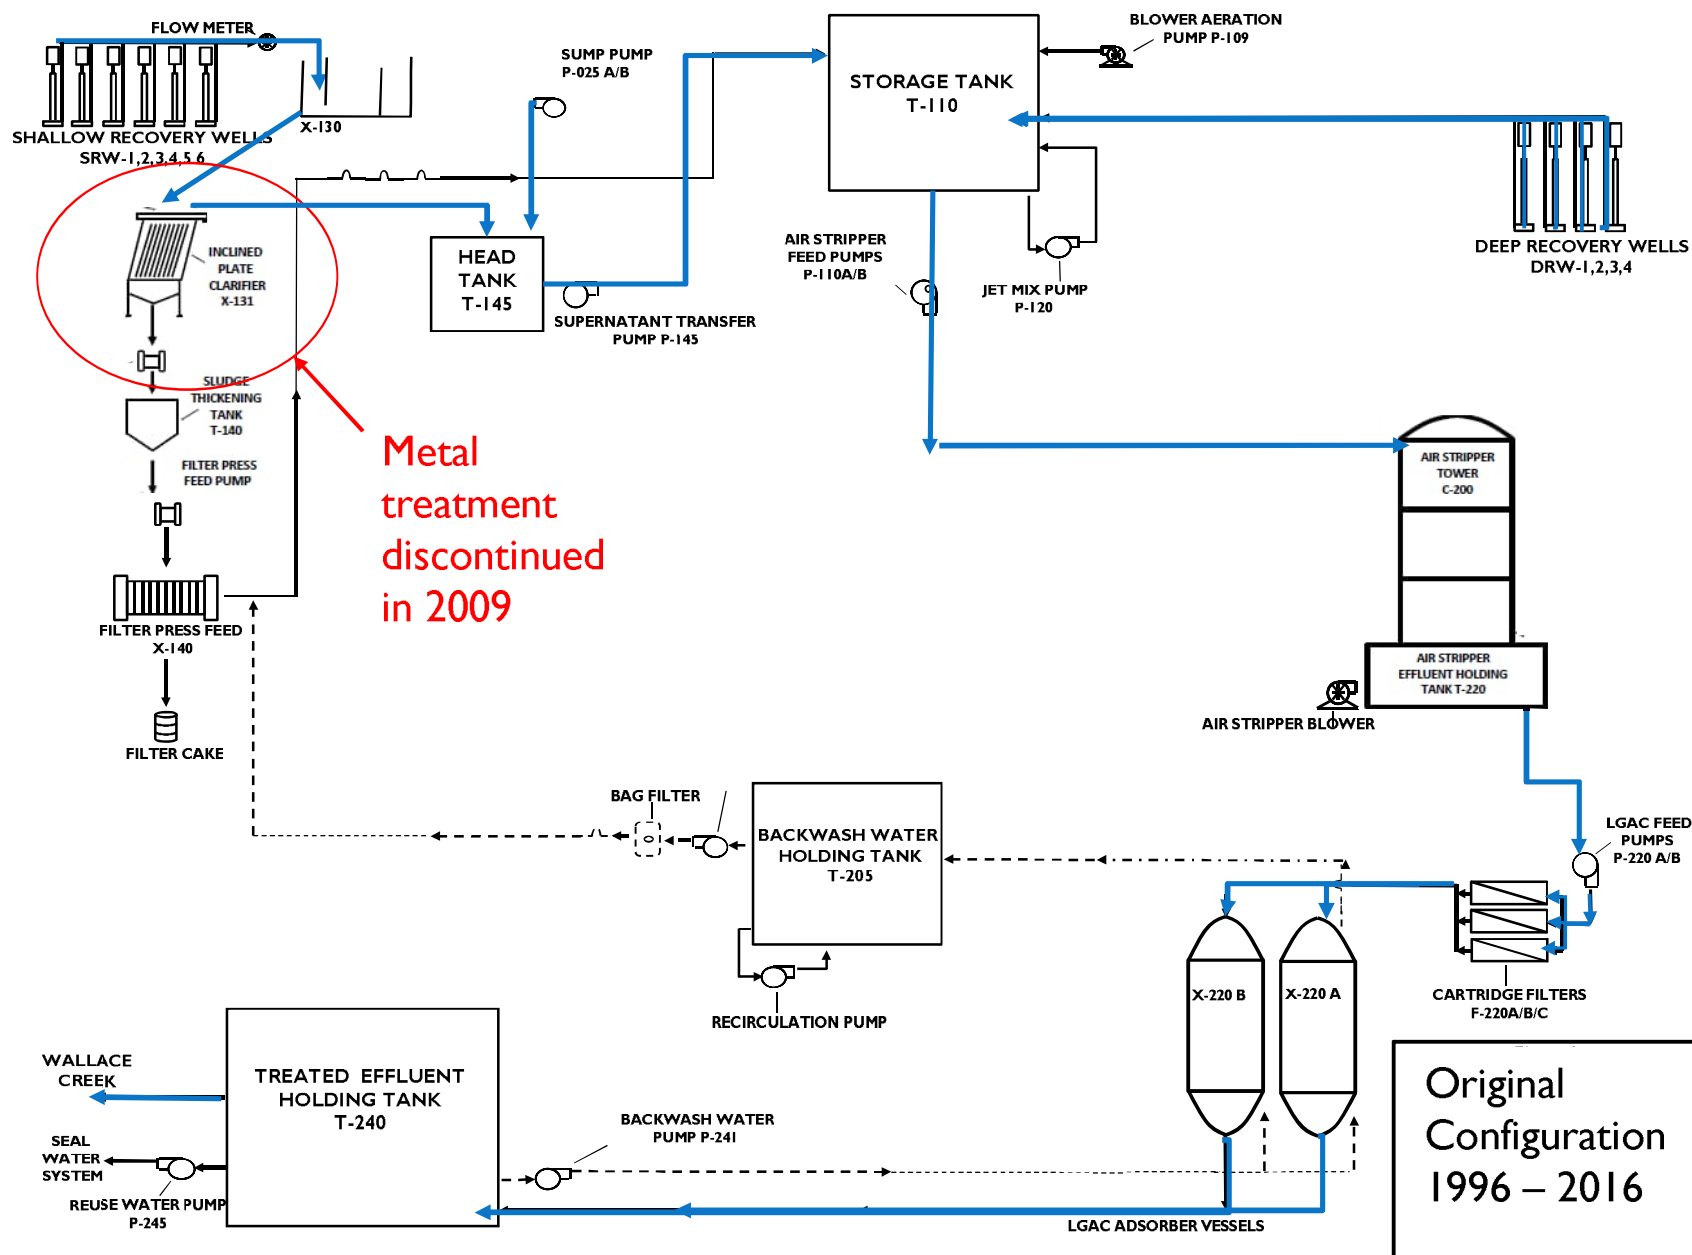 FLOW METER
SHALLOW RECOVERY WELLS
SRW-1,2,3,4,5,6
X-130
SUMP PUMP
P-025 A/B
BLOWER AERATION
PUMP P-109
STORAGE TANK
T-110
DEEP RECOVERY WELLS
DRW-1,2,3,4
INCLINED
PLATE
CLARIFIER
X-131
HEAD
TANK
T-145
SUPERNATANT TRANSFER
PUMP P-145
AIR STRIPPER
FEED PUMPS
P-110A/B
JET MIX PUMP
P-120
SLUDGE
THICKENING
TANK
T-140
FILTER PRESS
FEED PUMP
Metal
treatment
discontinued
in 2009
AIR STRIPPER
TOWER
C-200
FILTER PRESS FEED
X-140
FILTER CAKE
AIR STRIPPER
EFFLUENT HOLDING
TANK T-220
AIR STRIPPER BLOWER
BAG FILTER
BACKWASH WATER
HOLDING TANK
T-205
RECIRCULATION PUMP
LGAC FEED
PUMPS
P-220 A/B
CARTRIDGE FILTERS
F-220A/B/C
X-220 B
X-220 A
WALLACE
CREEK
TREATED EFFLUENT
HOLDING TANK
T-240
SEAL
WATER
SYSTEM
REUSE WATER PUMP
P-245
BACKWASH WATER
PUMP P-241
LGAC ADSORBER VESSELS
Original
Configuration
1996 – 2016